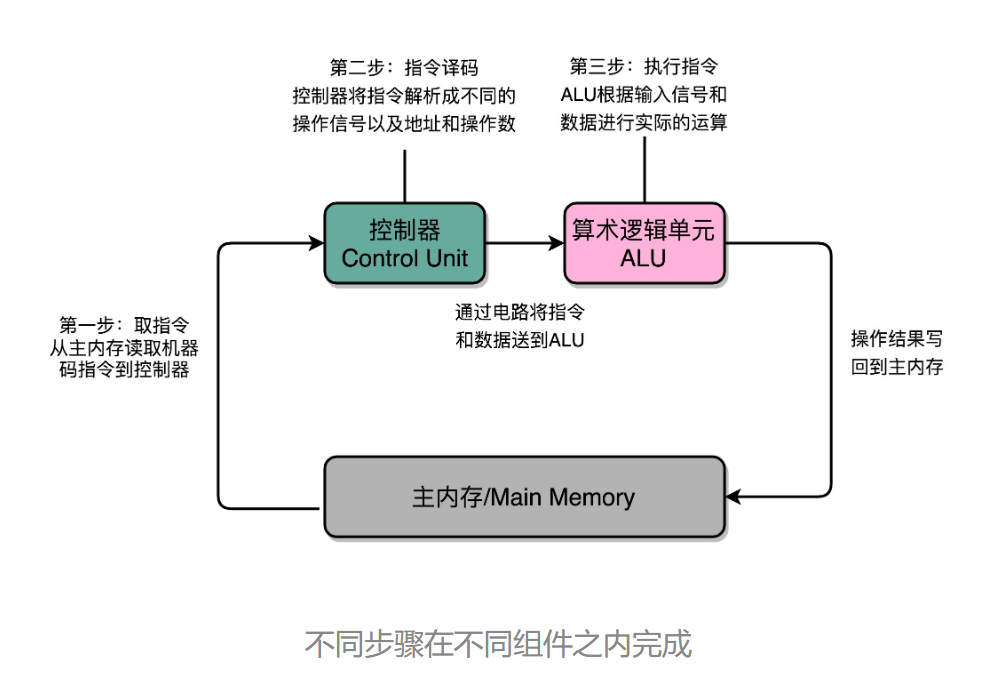 第二步：指令译码
控制器将指令解析成不同的
操作信号以及地址和操作数
第三步：执行指令
ALU根据输入信号和
数据进行实际的运算
控制器
Control Unit
算术逻辑单元
ALU
通过电路将指令
和数据送到ALU
第一步：取指令
从主内存读取机器
码指令到控制器
操作结果写
回到主内存
主内存/Main Memory
不同步骤在不同组件之内完成